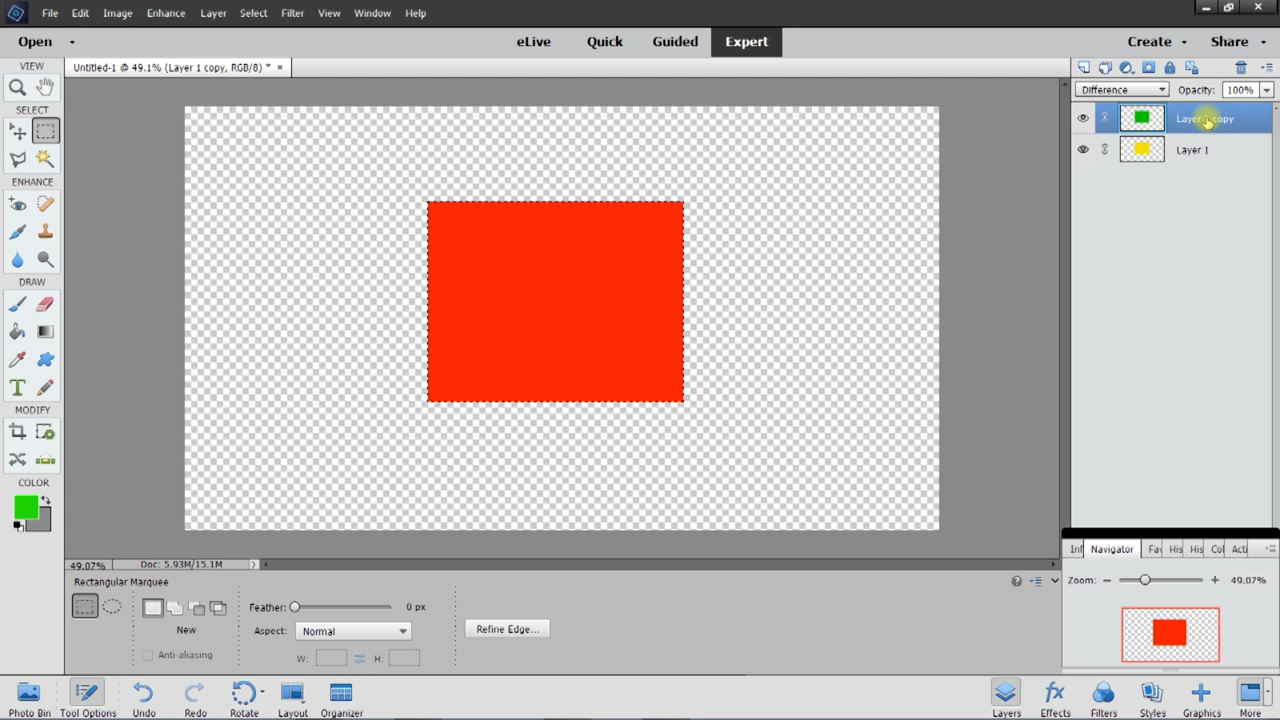 File Edit Image Enhance Layer Select Filter View Window Help
Open eLive Quick Guided Expert Create Share
VIEW
Untitled-1 @ 49.1% (Layer 1 copy, RGB/8) * ×
SELECT
ENHANCE
DRAW
MODIFY
COLOR
Difference Opacity: 100%
copy
Layer 1
49.07% Doc: 5.93M/15.1M
Rectangular Marquee
New
Feather: 0 px
Aspect: Normal
Anti-aliasing
W: H:
Refine Edge...
Navigator
Zoom: 49.07%
Photo Bin Tool Options Undo Redo Rotate Layout Organizer Layers Effects Filters Styles Graphics More